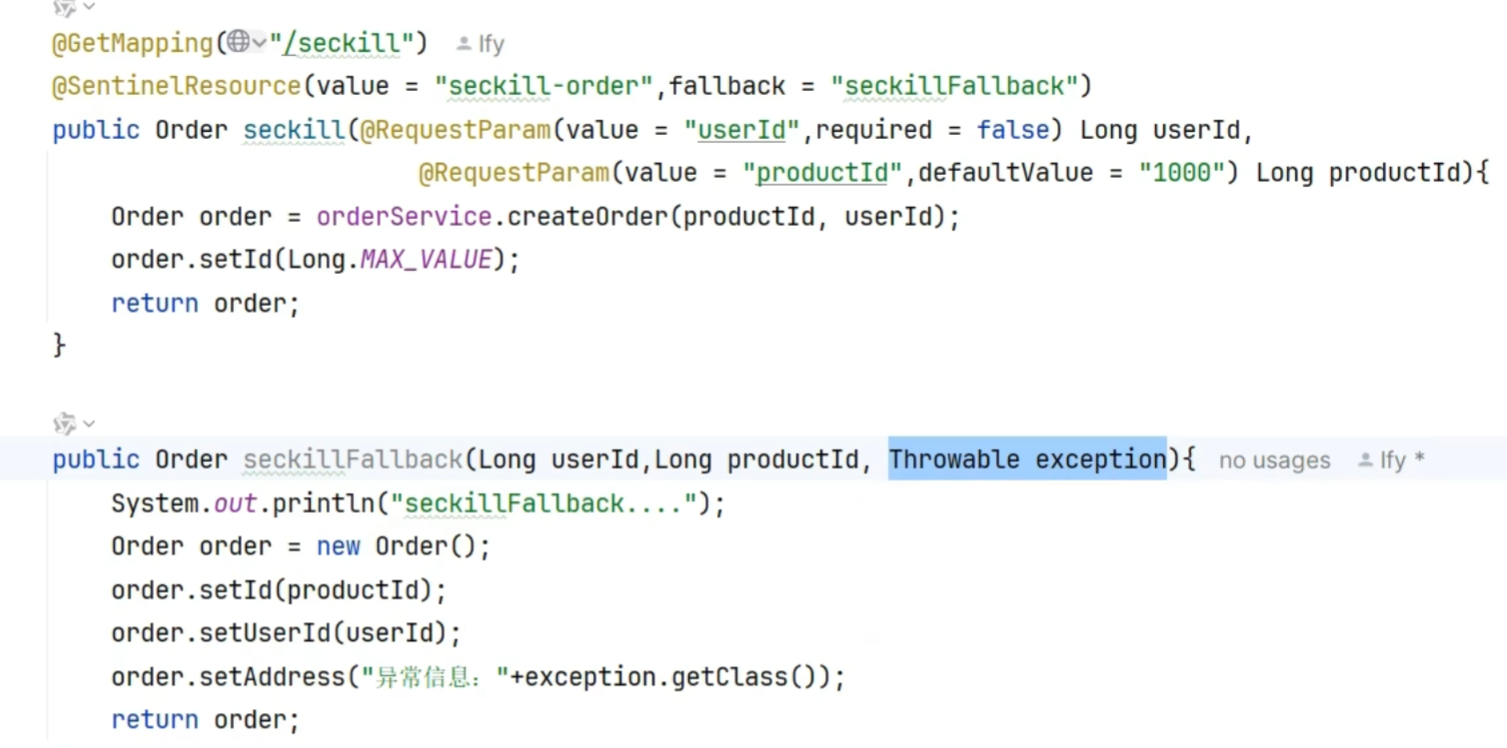 @GetMapping("/seckill") lfy
@SentinelResource(value = "seckill-order",fallback = "seckillFallback")
public Order seckill(@RequestParam(value = "userId",required = false) Long userId,
@RequestParam(value = "productId",defaultValue = "1000") Long productId){
Order order = orderService.createOrder(productId, userId);
order.setId(Long.MAX_VALUE);
return order;
}
public Order seckillFallback(Long userId,Long productId, Throwable exception){ no usages lfy *
System.out.println("seckillFallback....");
Order order = new Order();
order.setId(productId);
order.setUserId(userId);
order.setAddress("异常信息："+exception.getClass());
return order;